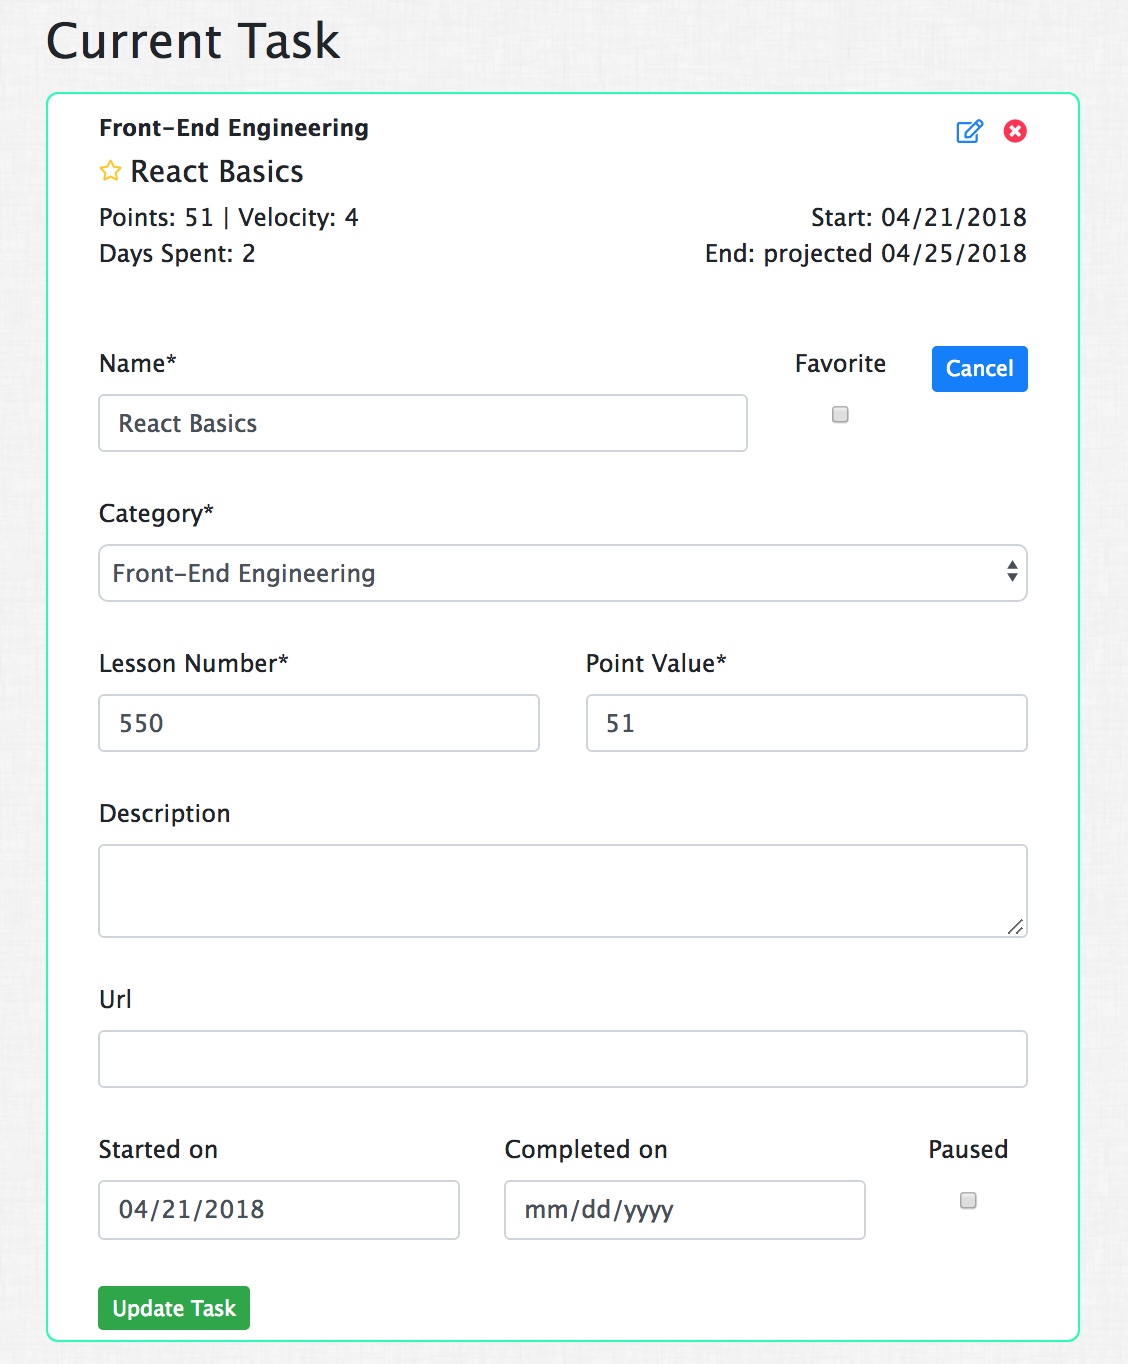 Current Task
Front-End Engineering
React Basics
Points: 51 | Velocity: 4
Start: 04/21/2018
Days Spent: 2
End: projected 04/25/2018
Name*
Favorite
Cancel
React Basics
Category*
Front-End Engineering
Lesson Number*
Point Value*
550
51
Description
Url
Started on
Completed on
Paused
04/21/2018
mm/dd/yyyy
Update Task